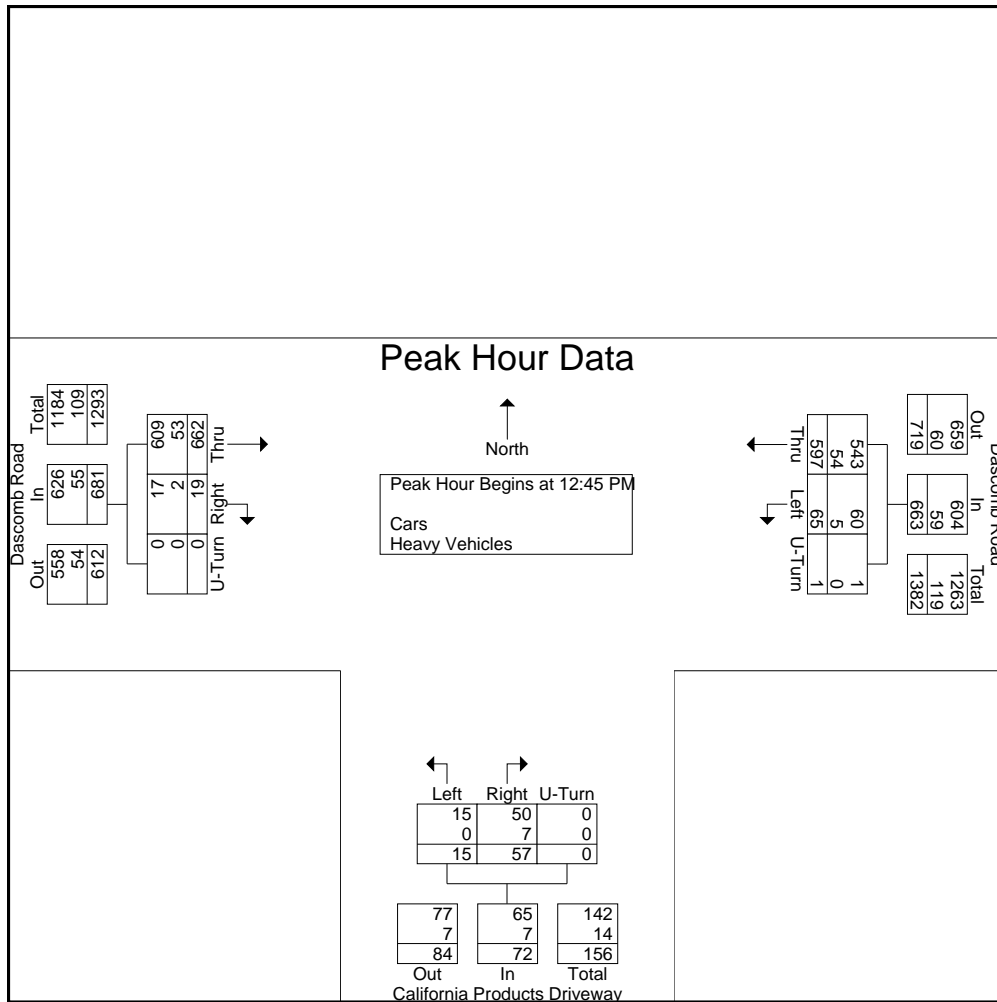 Peak Hour Data
North
Peak Hour Begins at 12:45 PM
Cars
Heavy Vehicles
Dascomb Road
Out In Total
558 626 1184
54 55 109
612 681 1293
U-Turn Right Thru
0 17 609
0 2 53
0 19 662
Dascomb Road
Out In Total
659 604 1263
60 59 119
719 663 1382
Thru Left U-Turn
543 60 1
54 5 0
597 65 1
Left Right U-Turn
15 50 0
0 7 0
15 57 0
77 65 142
7 7 14
84 72 156
Out In Total
California Products Driveway